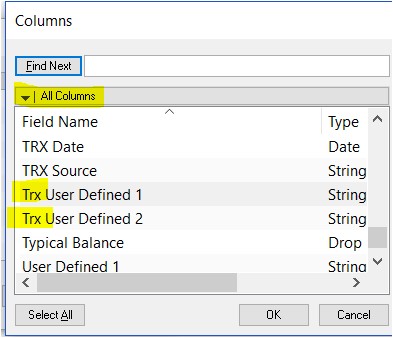 Columns
Find Next
All Columns
Field Name Type
TRX Date Date
TRX Source String
Trx User Defined 1 String
Trx User Defined 2 String
Typical Balance Drop
User Defined 1 String
Select All OK Cancel